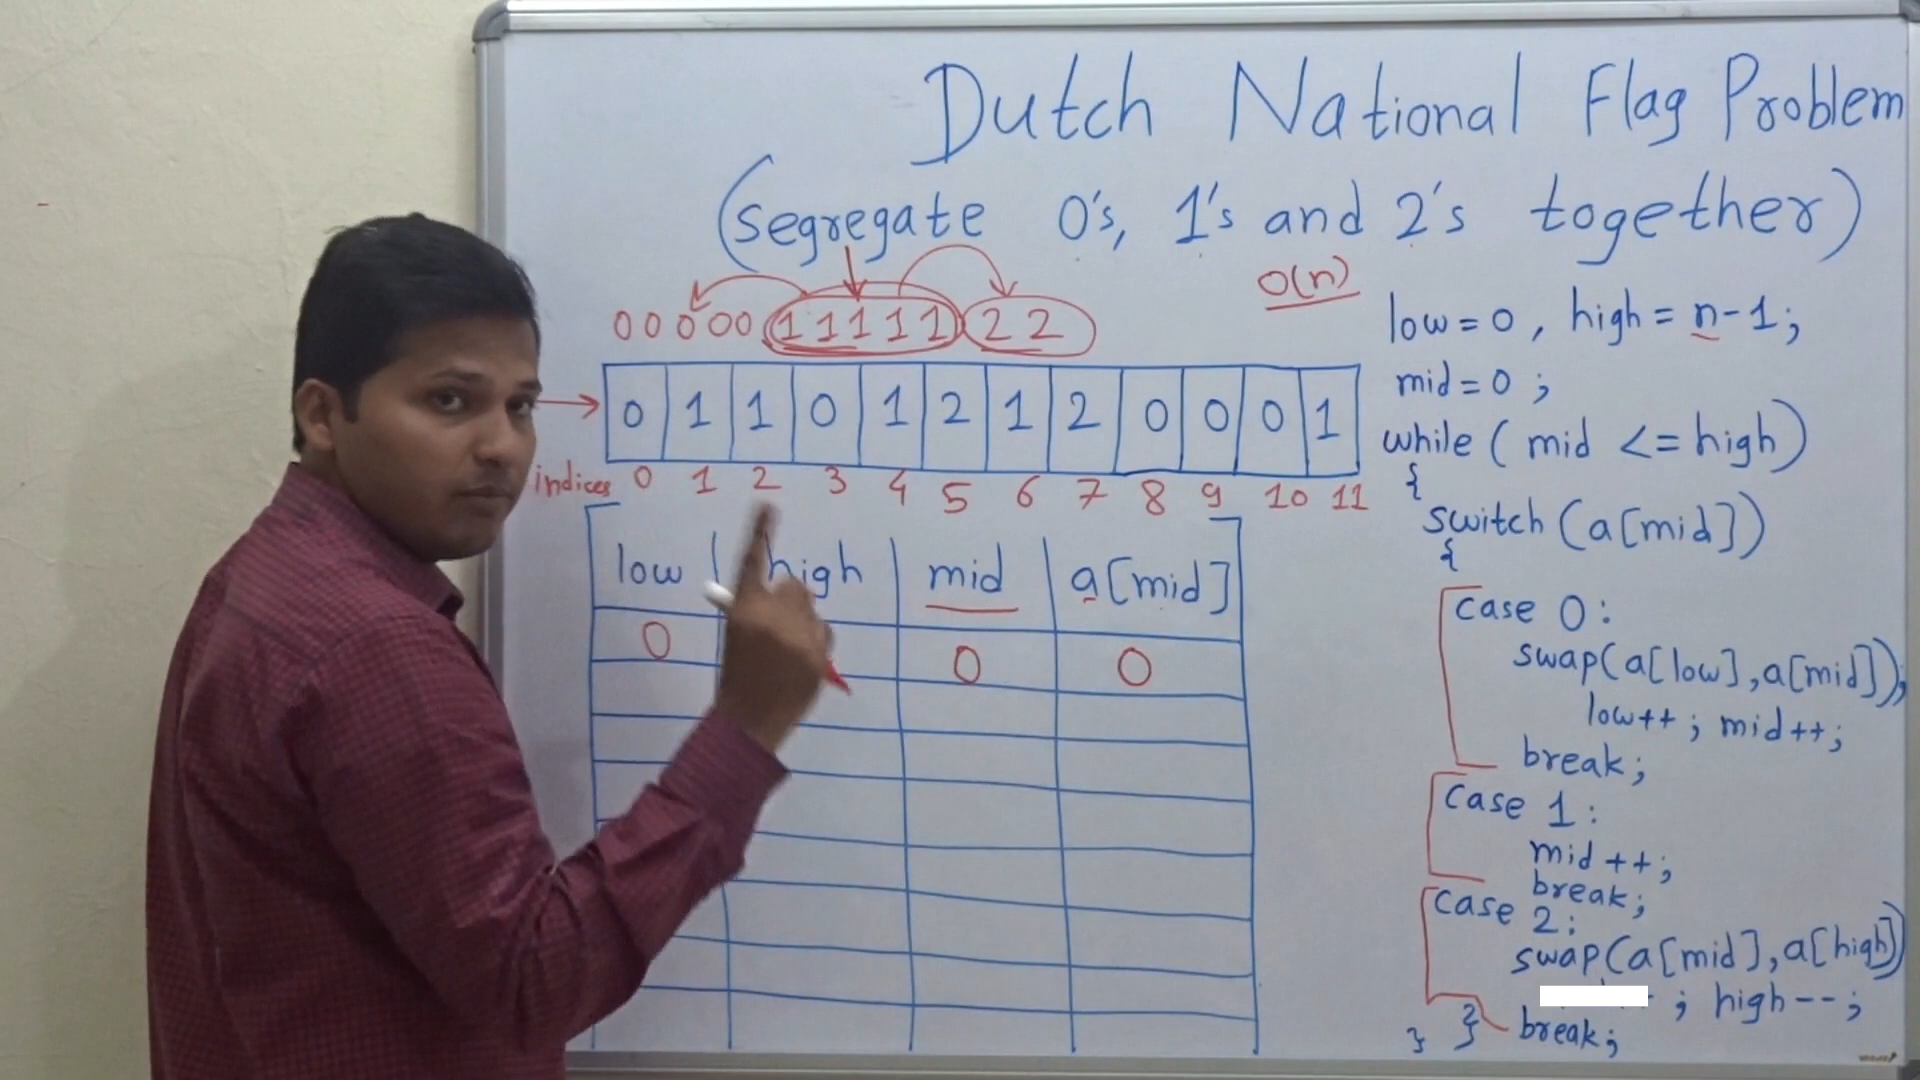 Dutch National Flag Problem
(segregate 0's, 1's and 2's together)
O(n)
0 0 0 0 0 1 1 1 1 1 2 2
0 1 1 0 1 2 1 2 0 0 0 1
indices 0 1 2 3 4 5 6 7 8 9 10 11
low high mid a[mid]
0 0 0
low = 0 , high = n-1 ;
mid = 0 ;
while ( mid <= high)
{
switch (a[mid])
{
case 0 :
swap(a[low],a[mid]);
low++ ; mid++;
break;
case 1 :
mid ++;
break;
case 2:
swap(a[mid],a[high])
; high--;
break;
}
}